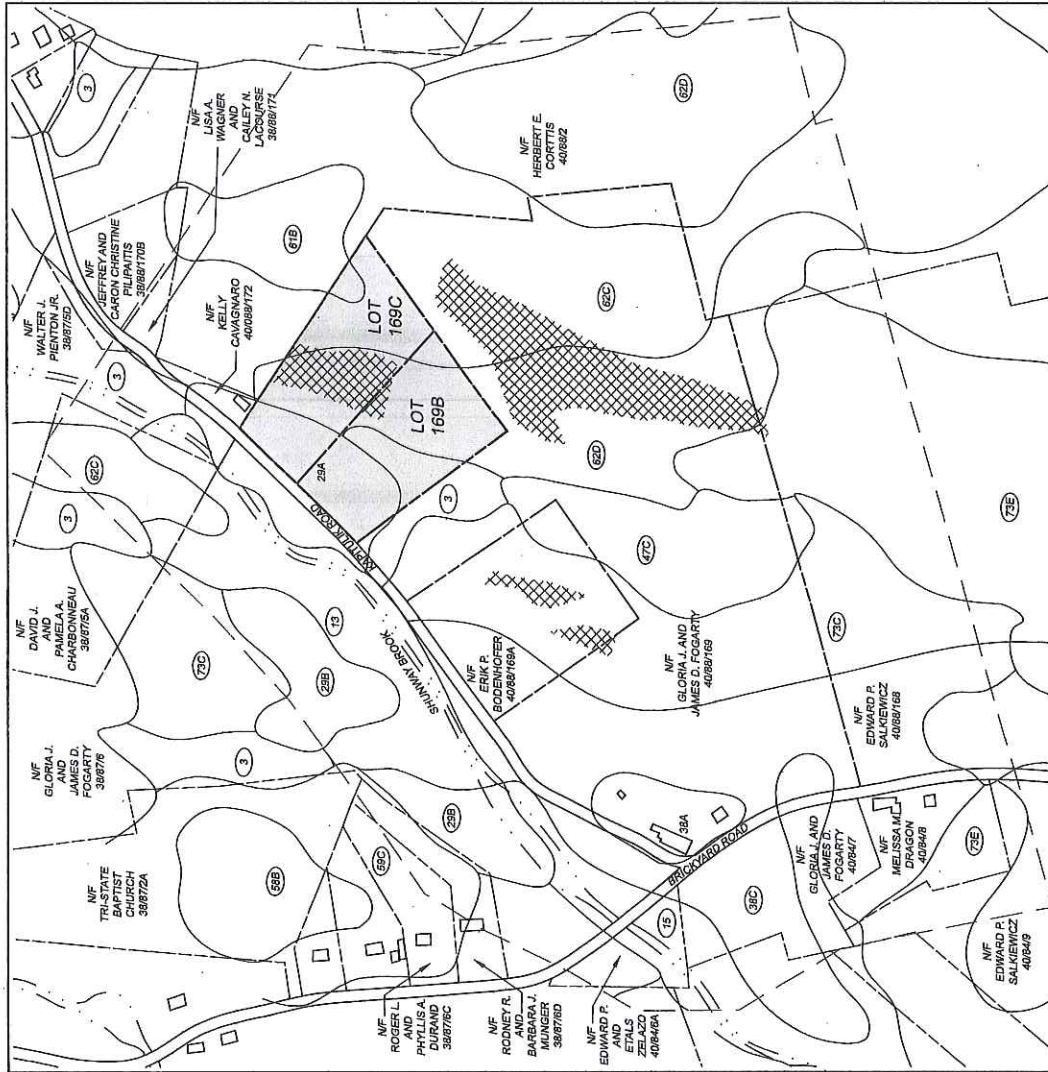 N/F
WALTER J.
PIENTON JR.
38/87/5D
N/F
JEFFREY AND
CARON CHRISTINE
PILIPAITIS
38/88/170B
N/F
LISA A.
WAGNER
AND
CAILEY N.
LACOURSE
38/88/171
N/F
KELLY
CAVAGNARO
40/088/172
N/F
DAVID J.
AND
PAMELA A.
CHARBONNEAU
38/87/5A
N/F
GLORIA J.
AND
JAMES D.
FOGARTY
38/87/6
N/F
TRI-STATE
BAPTIST
CHURCH
38/87/2A
N/F
ROGER L.
AND
PHYLLIS A.
DURAND
38/87/6C
N/F
RODNEY R.
AND
BARBARA J.
MUNGER
38/87/6D
N/F
EDWARD P.
AND
ETALS
ZELAZO
40/84/8A
N/F
HERBERT E.
CORTTIS
40/88/2
LOT
169C
LOT
169B
N/F
ERIK P.
BODENHOFER
40/88/169A
N/F
GLORIA J. AND
JAMES D. FOGARTY
40/88/169
N/F
EDWARD P.
SALKIEWICZ
40/88/168
N/F
GLORIA J. AND
JAMES D.
FOGARTY
40/84/7
N/F
MELISSA M.
DRAGON
40/84/8
N/F
EDWARD P.
SALKIEWICZ
40/84/9
KAPITULIK ROAD
SHUNWAY BROOK
BRICKYARD ROAD
3
3
62C
3
73C
13
29B
3
58B
59C
29B
61B
29A
3
62D
62C
62D
47C
73C
73E
38A
15
38C
73E